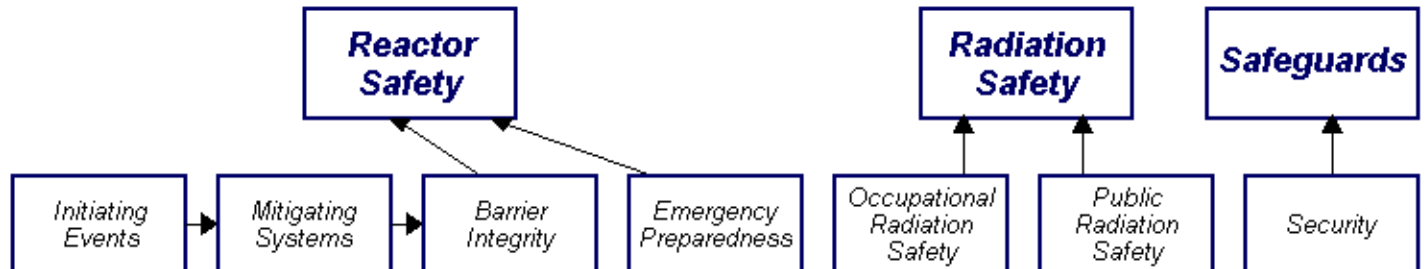 Reactor
Safety
Radiation
Safety
Safeguards
Initiating
Events
Mitigating
Systems
Barrier
Integrity
Emergency
Preparedness
Occupational
Radiation
Safety
Public
Radiation
Safety
Security